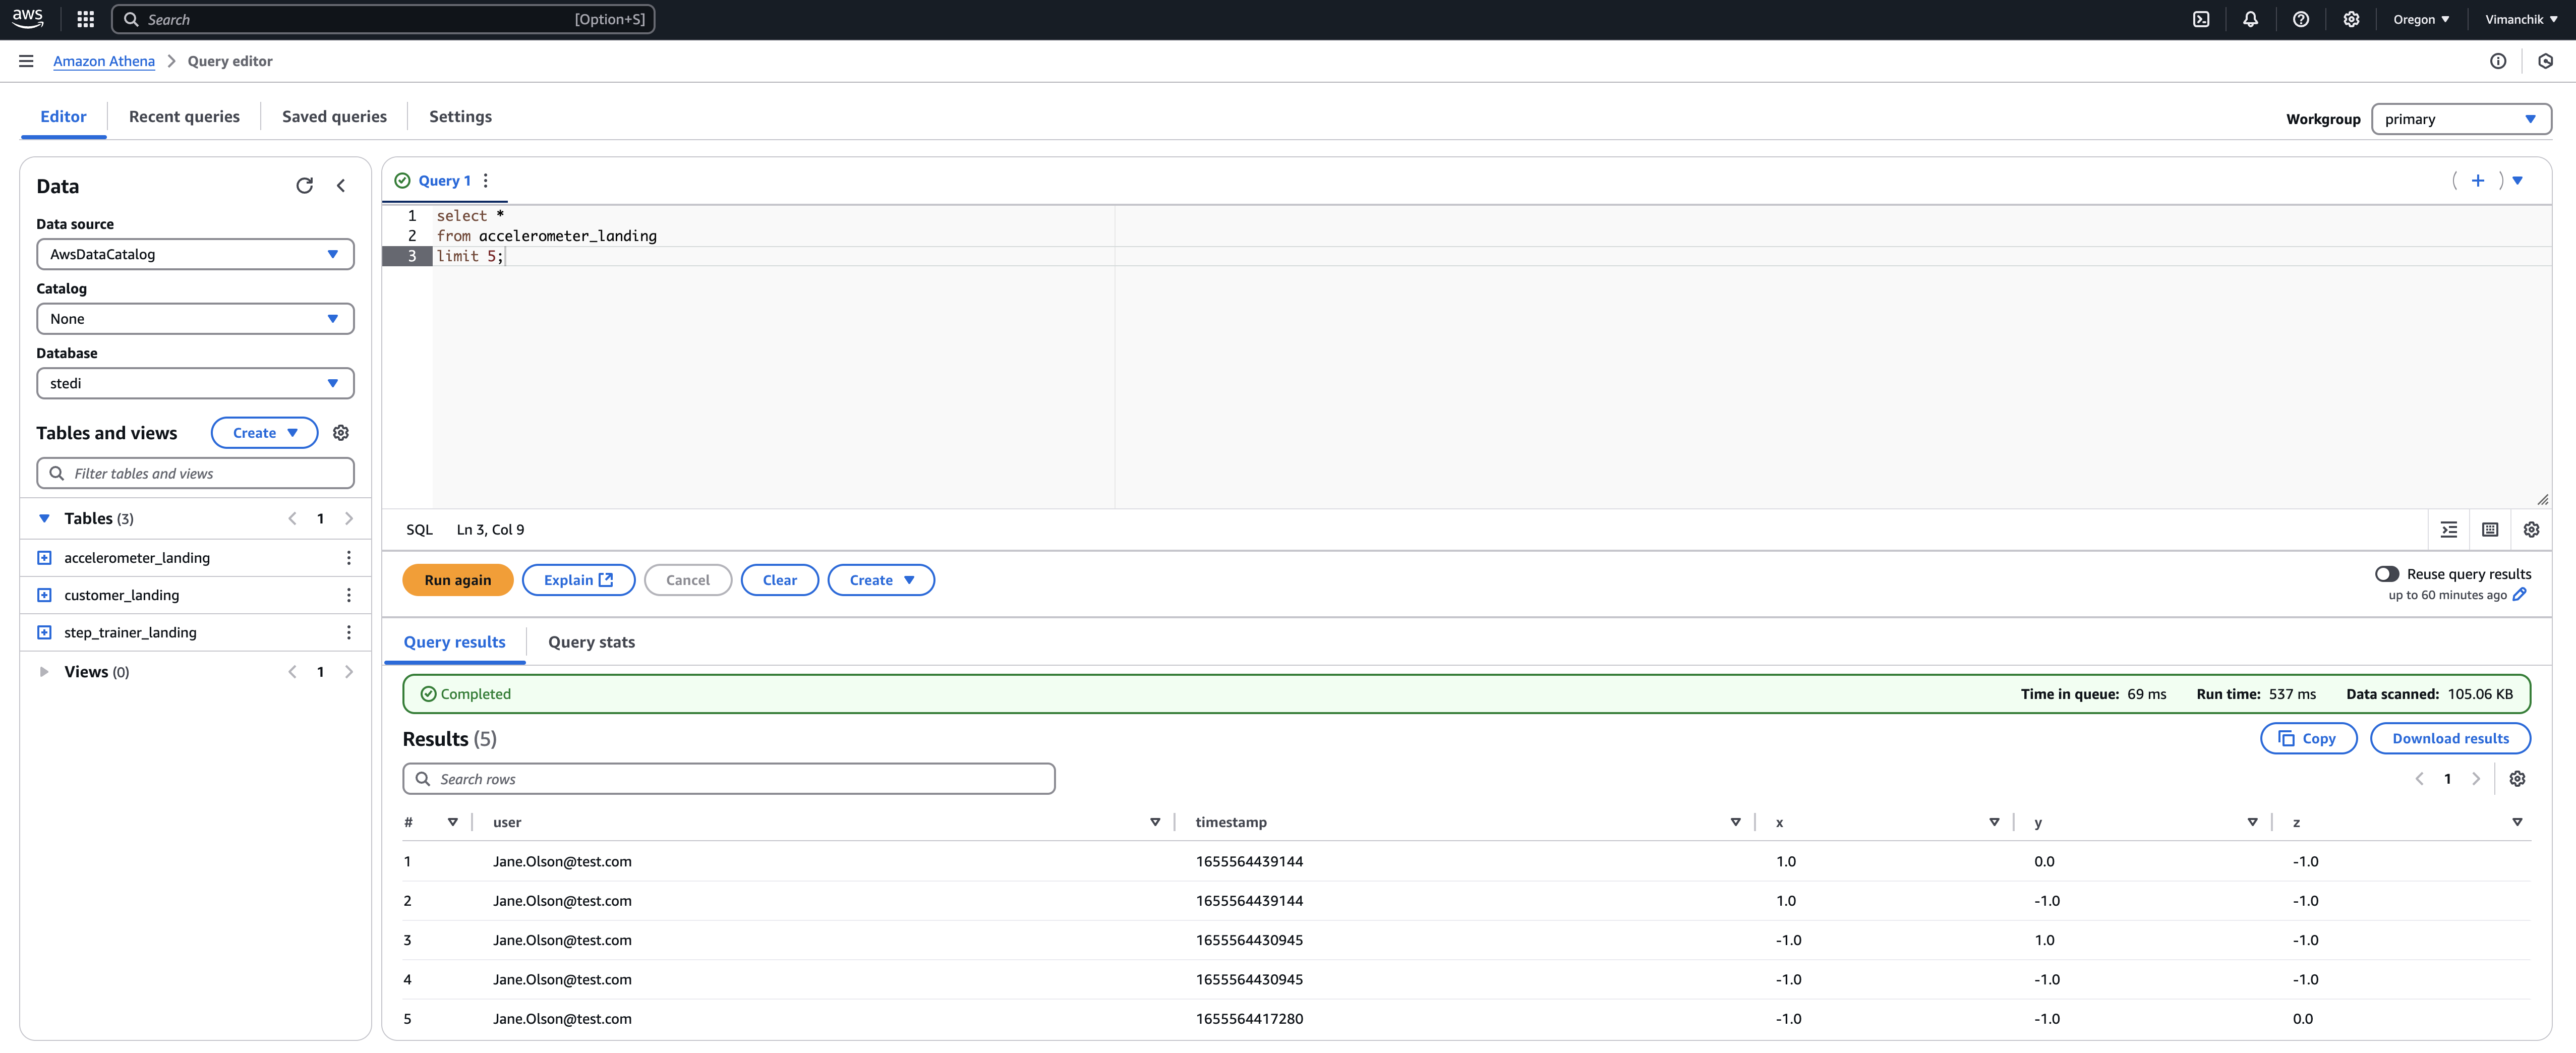 aws Search [Option+S] Oregon Vimanchik
Amazon Athena Query editor
Editor Recent queries Saved queries Settings Workgroup primary
Data
Data source
AwsDataCatalog
Catalog
None
Database
stedi
Tables and views Create
Filter tables and views
Tables (3) 1
accelerometer_landing
customer_landing
step_trainer_landing
Views (0) 1
Query 1
1 select *
2 from accelerometer_landing
3 limit 5;
SQL Ln 3, Col 9
Run again Explain Cancel Clear Create Reuse query results
up to 60 minutes ago
Query results Query stats
Completed Time in queue: 69 ms Run time: 537 ms Data scanned: 105.06 KB
Results (5) Copy Download results
Search rows 1
# user timestamp x y z
1 Jane.Olson@test.com 1655564439144 1.0 0.0 -1.0
2 Jane.Olson@test.com 1655564439144 1.0 -1.0 -1.0
3 Jane.Olson@test.com 1655564430945 -1.0 1.0 -1.0
4 Jane.Olson@test.com 1655564430945 -1.0 -1.0 -1.0
5 Jane.Olson@test.com 1655564417280 -1.0 -1.0 0.0